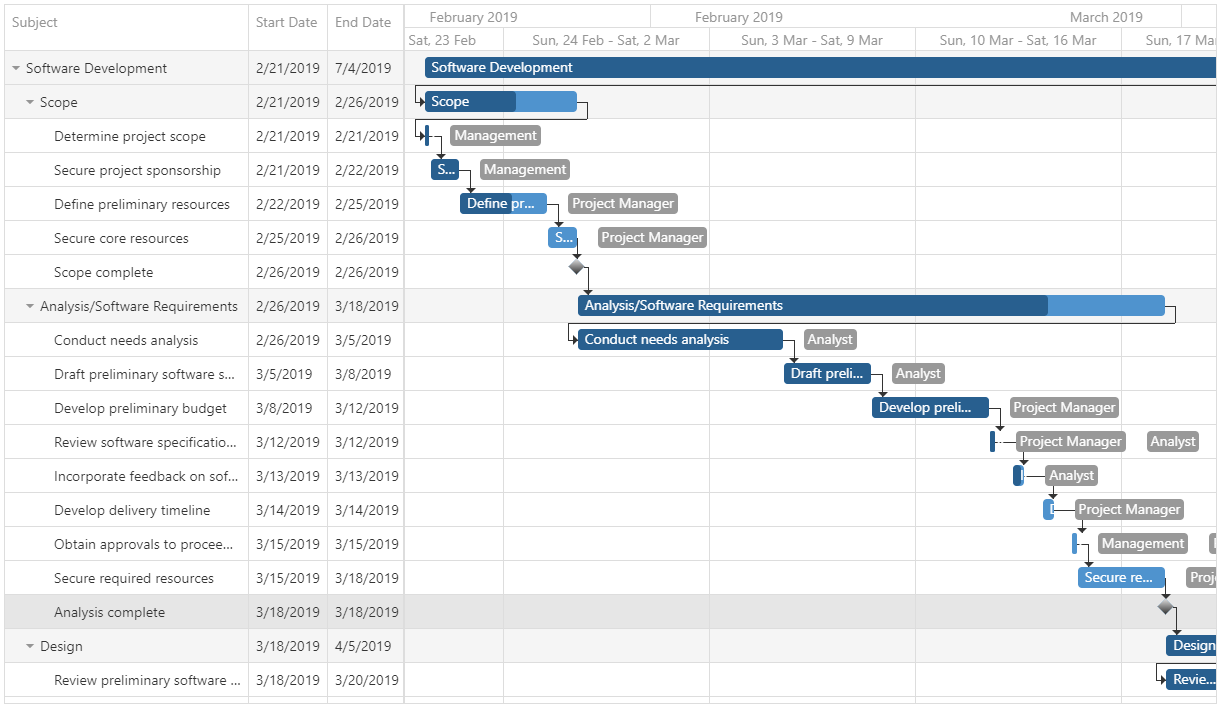 Subject Start Date End Date February 2019 February 2019 March 2019
Sat, 23 Feb Sun, 24 Feb - Sat, 2 Mar Sun, 3 Mar - Sat, 9 Mar Sun, 10 Mar - Sat, 16 Mar Sun, 17 Mar
Software Development 2/21/2019 7/4/2019 Software Development
Scope 2/21/2019 2/26/2019 Scope
Determine project scope 2/21/2019 2/21/2019 Management
Secure project sponsorship 2/21/2019 2/22/2019 S... Management
Define preliminary resources 2/22/2019 2/25/2019 Define pr... Project Manager
Secure core resources 2/25/2019 2/26/2019 S... Project Manager
Scope complete 2/26/2019 2/26/2019
Analysis/Software Requirements 2/26/2019 3/18/2019 Analysis/Software Requirements
Conduct needs analysis 2/26/2019 3/5/2019 Conduct needs analysis Analyst
Draft preliminary software s... 3/5/2019 3/8/2019 Draft preli... Analyst
Develop preliminary budget 3/8/2019 3/12/2019 Develop preli... Project Manager
Review software specificatio... 3/12/2019 3/12/2019 Project Manager Analyst
Incorporate feedback on sof... 3/13/2019 3/13/2019 Analyst
Develop delivery timeline 3/14/2019 3/14/2019 Project Manager
Obtain approvals to procee... 3/15/2019 3/15/2019 Management
Secure required resources 3/15/2019 3/18/2019 Secure re... Proj
Analysis complete 3/18/2019 3/18/2019
Design 3/18/2019 4/5/2019 Design
Review preliminary software ... 3/18/2019 3/20/2019 Revie...